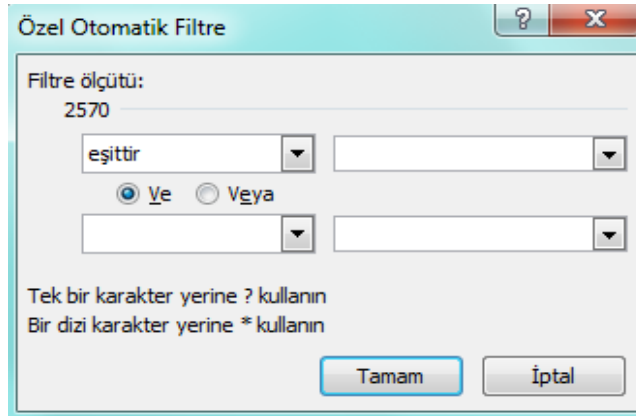 Özel Otomatik Filtre
?
Filtre ölçütü:
2570
eşittir
Ve Veya
Tek bir karakter yerine ? kullanın
Bir dizi karakter yerine * kullanın
Tamam İptal